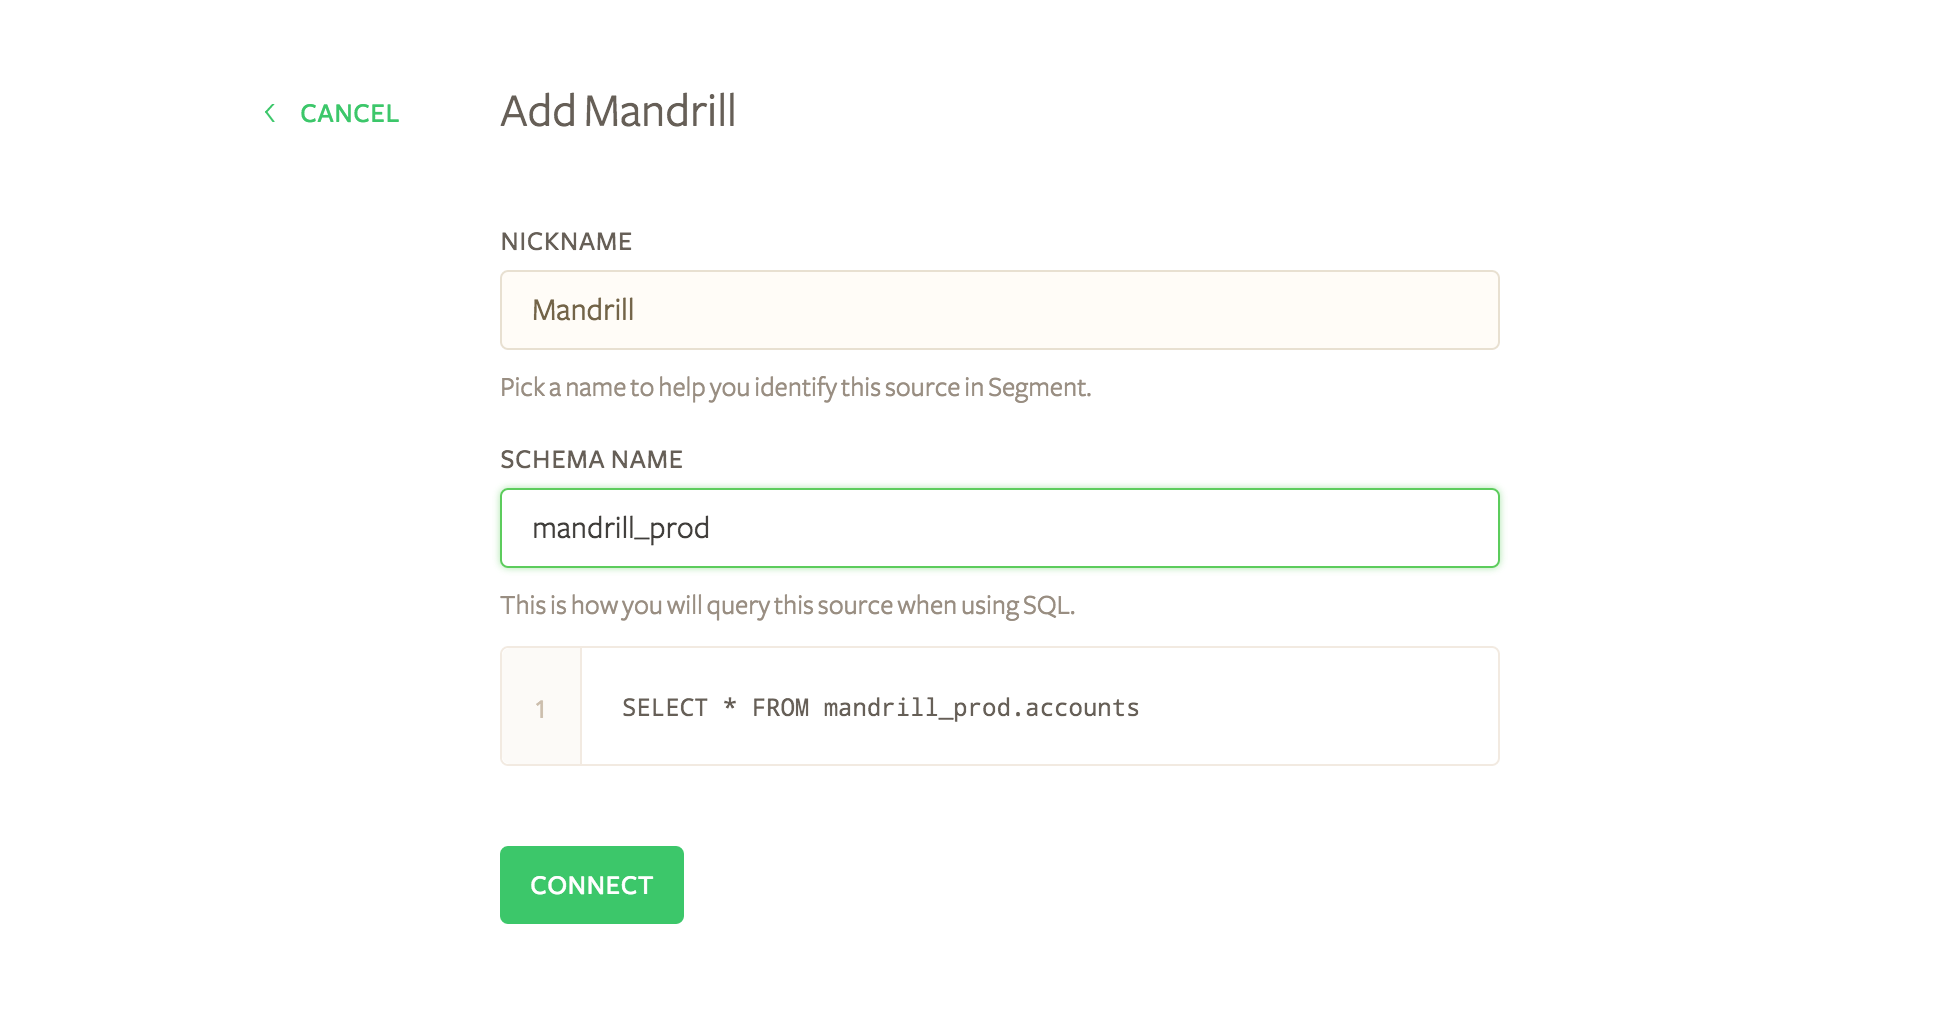 CANCEL
Add Mandrill
NICKNAME
Mandrill
Pick a name to help you identify this source in Segment.
SCHEMA NAME
mandrill_prod
This is how you will query this source when using SQL.
1 SELECT * FROM mandrill_prod.accounts
CONNECT